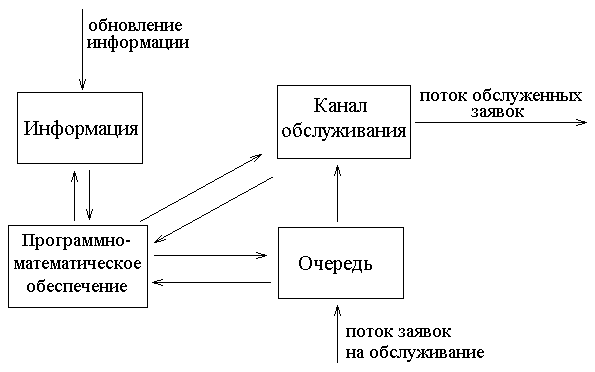 обновление
информации
Информация
Канал
обслуживания
поток обслуженных
заявок
Программно-
математическое
обеспечение
Очередь
поток заявок
на обслуживание